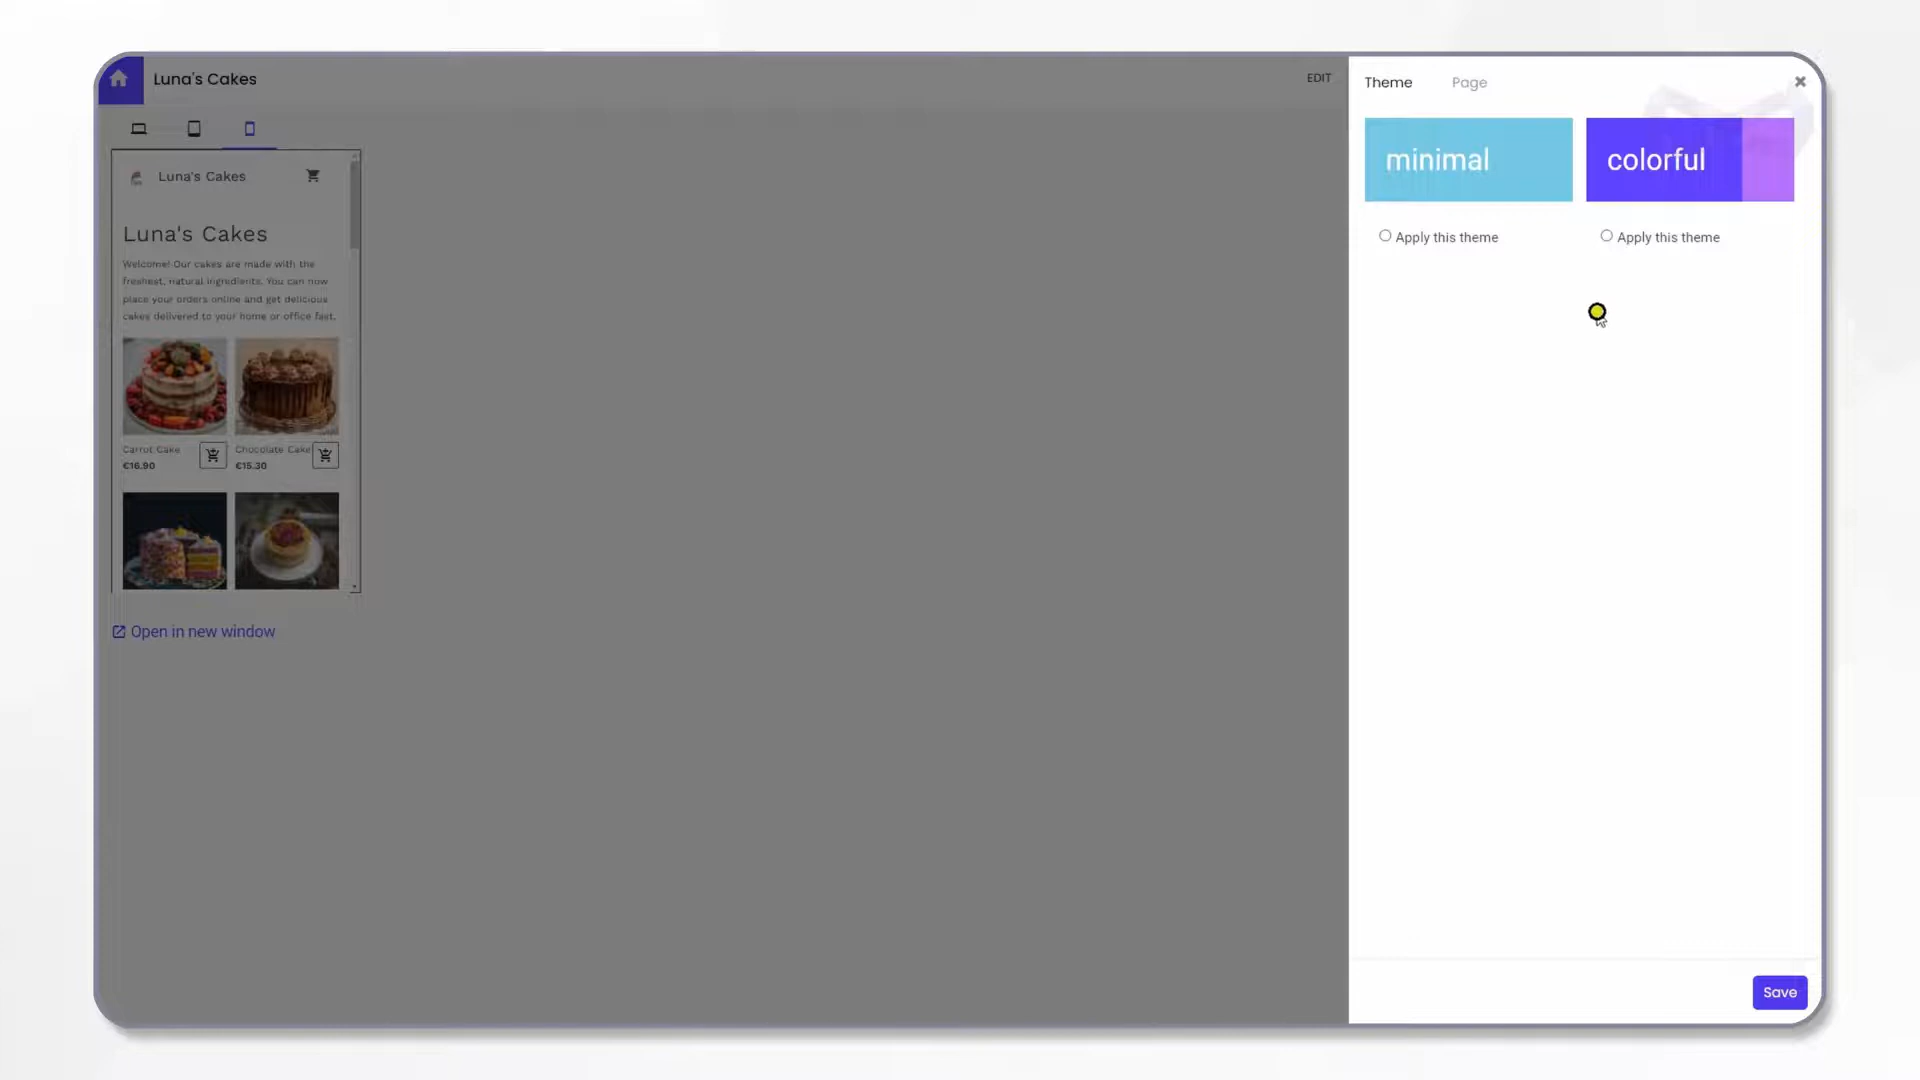 Luna's Cakes
EDIT
Theme
Page
minimal
colorful
Apply this theme
Apply this theme
Luna's Cakes
Luna's Cakes
Welcome! Our cakes are made with the
freshest, natural ingredients. You can now
place your orders online and get delicious
cakes delivered to your home or office fast.
Carrot Cake
€16.90
Chocolate Cake
€15.30
Open in new window
Save